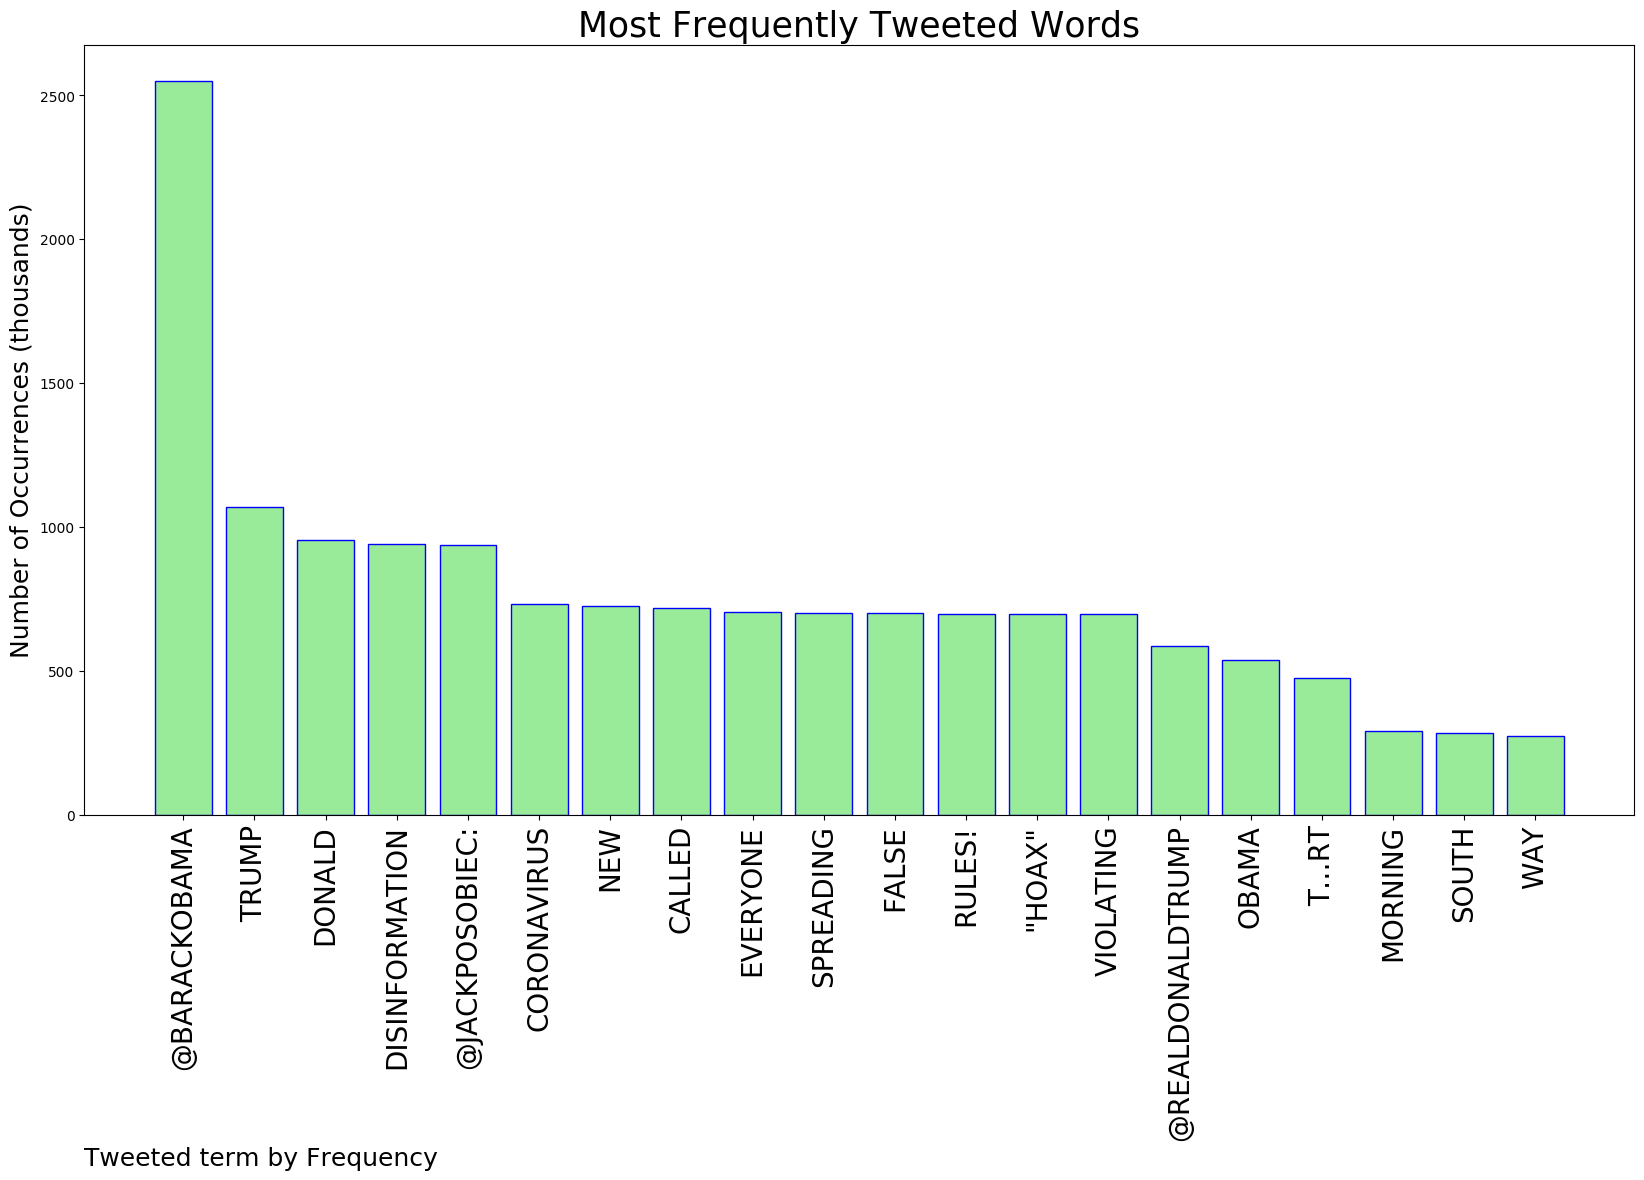 Most Frequently Tweeted Words
Number of Occurrences (thousands)
2500
2000
1500
1000
500
0
@BARACKOBAMA
TRUMP
DONALD
DISINFORMATION
@JACKPOSOBIEC:
CORONAVIRUS
NEW
CALLED
EVERYONE
SPREADING
FALSE
RULES!
"HOAX"
VIOLATING
@REALDONALDTRUMP
OBAMA
T…RT
MORNING
SOUTH
WAY
Tweeted term by Frequency